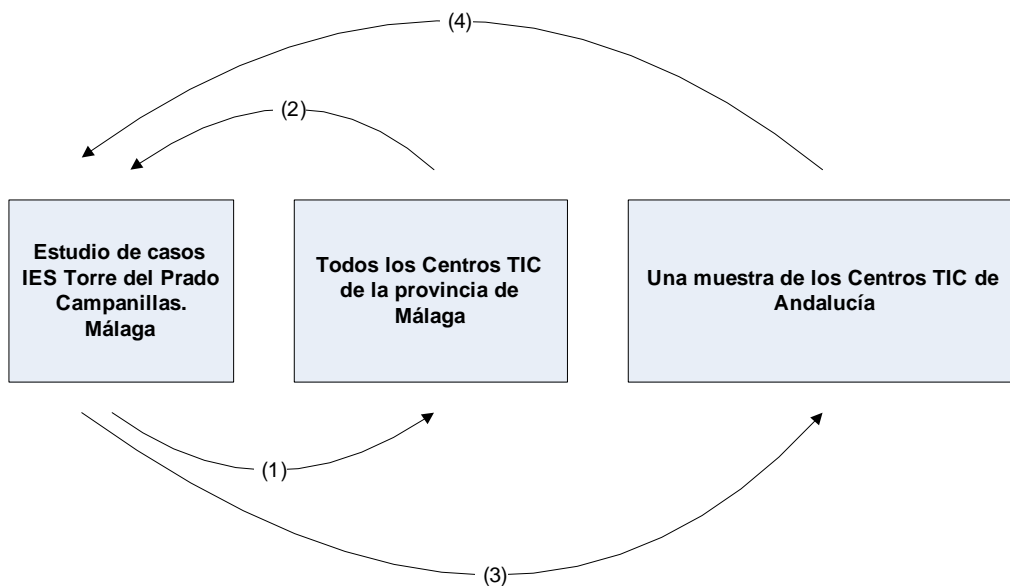 (4)
(2)
Estudio de casos
IES Torre del Prado
Campanillas.
Málaga
Todos los Centros TIC
de la provincia de
Málaga
Una muestra de los Centros TIC de
Andalucía
(1)
(3)